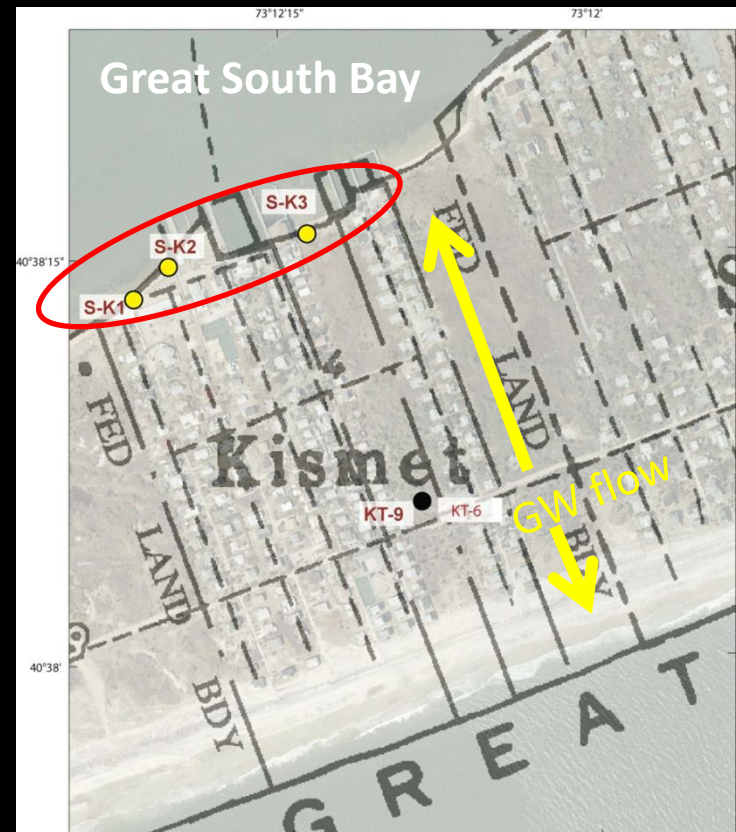 73°12'15"
73°12'
Great South Bay
S-K3
S-K2
40°38'15"
S-K1
FED
LAND
BDY
FED
LAND
BDY
Kismet
KT-9
KT-6
GW flow
40°38'
GREAT